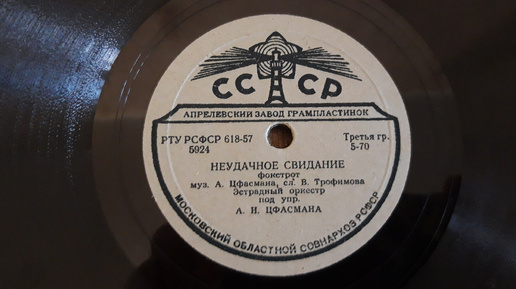 СССР
АПРЕЛЕВСКИЙ ЗАВОД ГРАМПЛАСТИНОК
РТУ РСФСР 618-57 Третья гр.
5924 5-70
НЕУДАЧНОЕ СВИДАНИЕ
фокстрот
муз. А. Цфасмана, сл. В. Трофимова
Эстрадный оркестр
под упр.
А. Н. ЦФАСМАНА
МОСКОВСКИЙ ОБЛАСТНОЙ СОВНАРХОЗ РСФСР